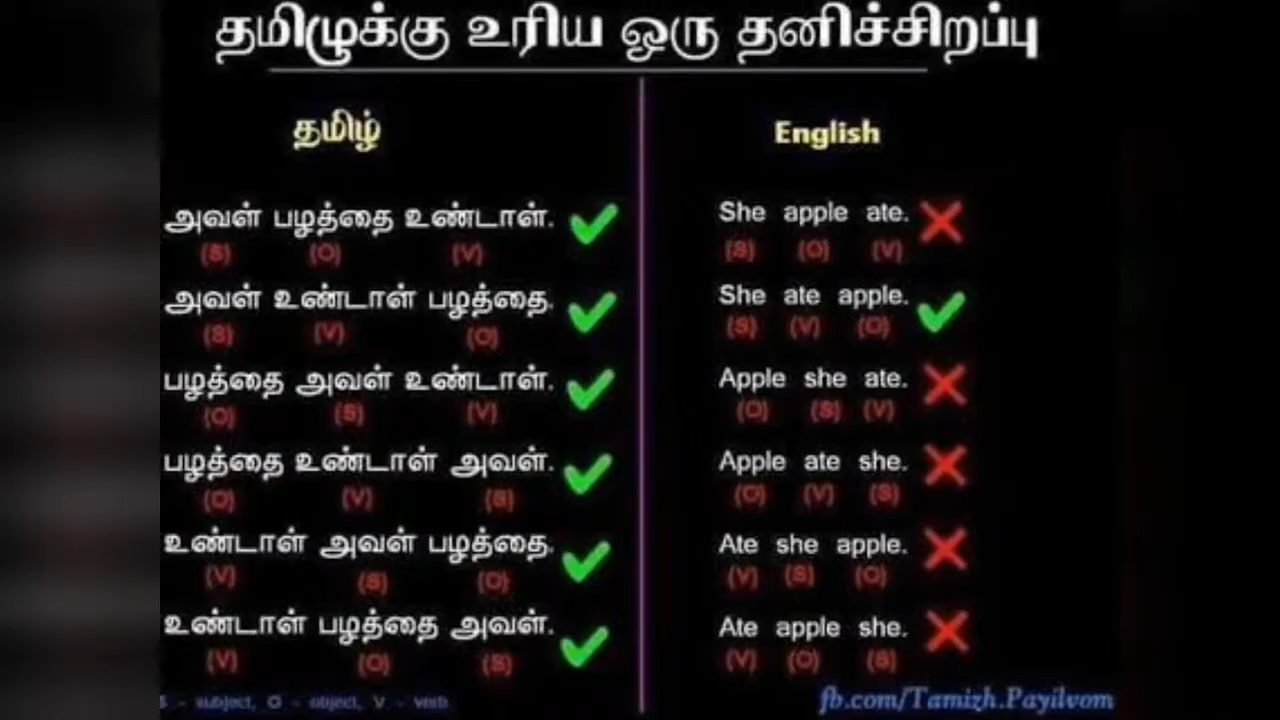 தமிழுக்கு உரிய ஒரு தனிச்சிறப்பு
தமிழ்
அவள் பழத்தை உண்டாள்.
(S) (O) (V)
அவள் உண்டாள் பழத்தை.
(S) (V) (O)
பழத்தை அவள் உண்டாள்.
(O) (S) (V)
பழத்தை உண்டாள் அவள்.
(O) (V) (S)
உண்டாள் அவள் பழத்தை.
(V) (S) (O)
உண்டாள் பழத்தை அவள்.
(V) (O) (S)
English
She apple ate.
(S) (O) (V)
She ate apple.
(S) (V) (O)
Apple she ate.
(O) (S) (V)
Apple ate she.
(O) (V) (S)
Ate she apple.
(V) (S) (O)
Ate apple she.
(V) (O) (S)
S - subject, O - object, V - verb
fb.com/Tamizh.Payilvom